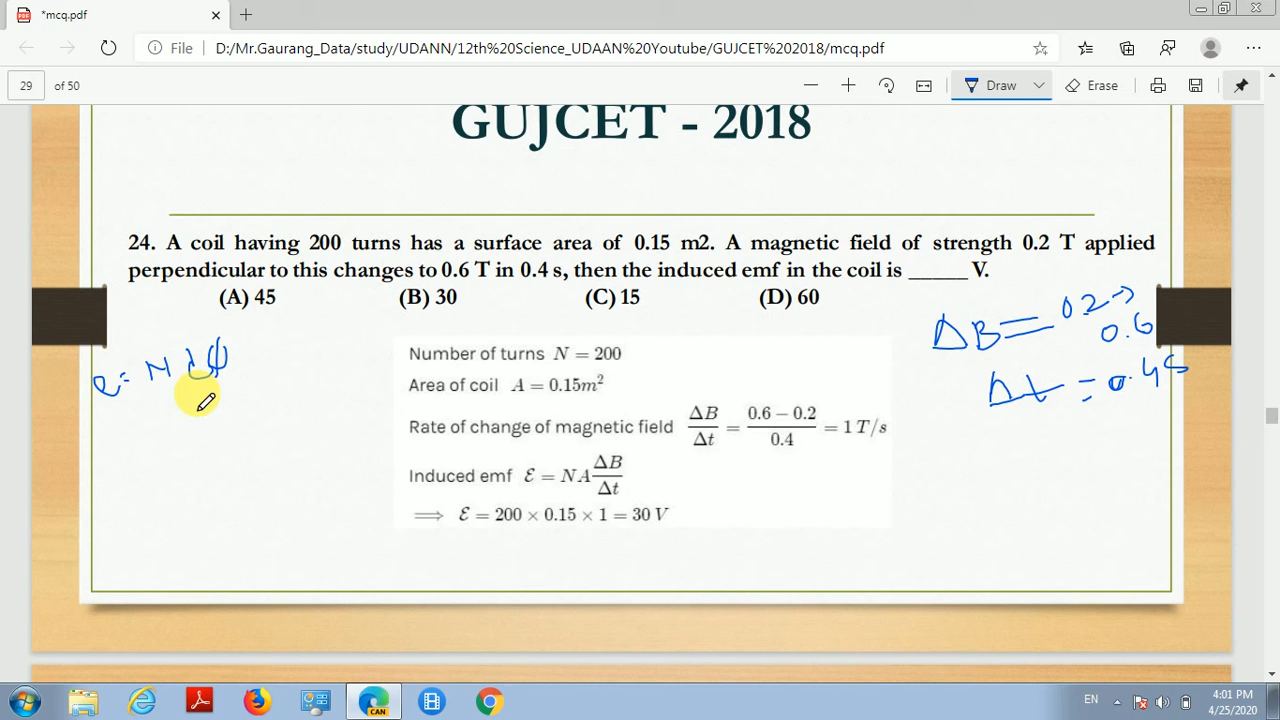 *mcq.pdf
File D:/Mr.Gaurang_Data/study/UDANN/12th%20Science_UDAAN%20Youtube/GUJCET%202018/mcq.pdf
29 of 50 Draw Erase
GUJCET - 2018
24. A coil having 200 turns has a surface area of 0.15 m2. A magnetic field of strength 0.2 T applied
perpendicular to this changes to 0.6 T in 0.4 s, then the induced emf in the coil is _____ V.
(A) 45 (B) 30 (C) 15 (D) 60
ΔB = 0.2 →
0.6
Δt = 0.4 s
e = N
Number of turns N = 200
Area of coil A = 0.15m²
Rate of change of magnetic field ΔB/Δt = (0.6 − 0.2)/0.4 = 1 T/s
Induced emf ℰ = NA ΔB/Δt
⟹ ℰ = 200 × 0.15 × 1 = 30 V
CAN
EN
4:01 PM
4/25/2020